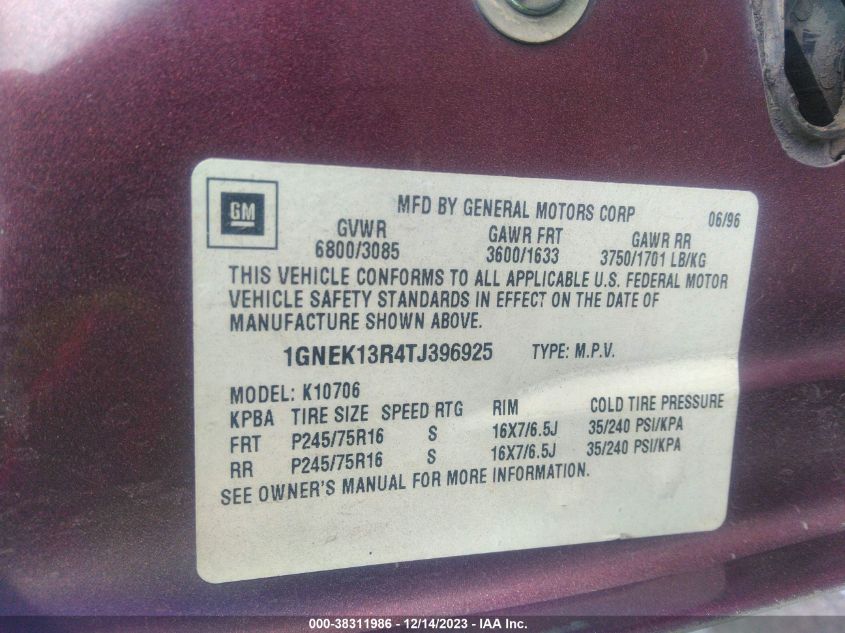 GM
MFD BY GENERAL MOTORS CORP 06/96
GVWR GAWR FRT GAWR RR
6800/3085 3600/1633 3750/1701 LB/KG
THIS VEHICLE CONFORMS TO ALL APPLICABLE U.S. FEDERAL MOTOR
VEHICLE SAFETY STANDARDS IN EFFECT ON THE DATE OF
MANUFACTURE SHOWN ABOVE.
1GNEK13R4TJ396925 TYPE: M.P.V.
MODEL: K10706
KPBA TIRE SIZE SPEED RTG RIM COLD TIRE PRESSURE
FRT P245/75R16 S 16X7/6.5J 35/240 PSI/KPA
RR P245/75R16 S 16X7/6.5J 35/240 PSI/KPA
SEE OWNER'S MANUAL FOR MORE INFORMATION.
000-38311986 - 12/14/2023 - IAA Inc.